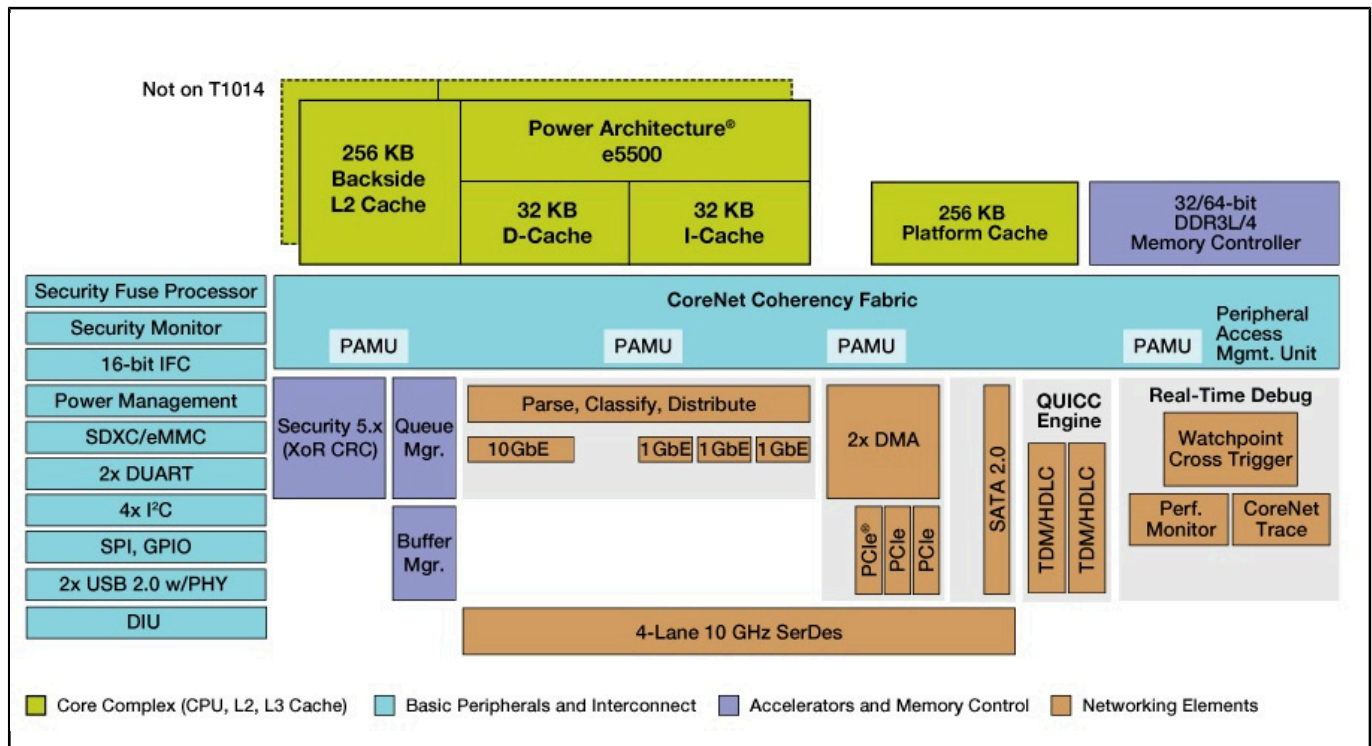 Not on T1014
256 KB
Backside
L2 Cache
Power Architecture®
e5500
32 KB
D-Cache
32 KB
I-Cache
256 KB
Platform Cache
32/64-bit
DDR3L/4
Memory Controller
Security Fuse Processor
Security Monitor
16-bit IFC
Power Management
SDXC/eMMC
2x DUART
4x I²C
SPI, GPIO
2x USB 2.0 w/PHY
DIU
CoreNet Coherency Fabric
PAMU
PAMU
PAMU
PAMU
Peripheral
Access
Mgmt. Unit
Security 5.x
(XoR CRC)
Queue
Mgr.
Buffer
Mgr.
Parse, Classify, Distribute
10GbE
1GbE
1GbE
1GbE
2x DMA
PCIe®
PCIe
PCIe
SATA 2.0
QUICC
Engine
TDM/HDLC
TDM/HDLC
Real-Time Debug
Watchpoint
Cross Trigger
Perf.
Monitor
CoreNet
Trace
4-Lane 10 GHz SerDes
Core Complex (CPU, L2, L3 Cache)
Basic Peripherals and Interconnect
Accelerators and Memory Control
Networking Elements